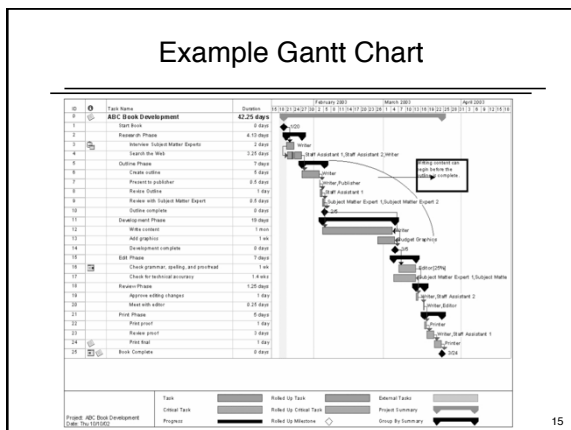 Example Gantt Chart
February 2003 March 2003 April 2003
ID Task Name Duration
0 ABC Book Development 42.25 days
1 Start Book 0 days 1/20
2 Research Phase 4.13 days
3 Interview Subject Matter Experts 2 days Writer
4 Search the Web 3.25 days Staff Assistant 1,Staff Assistant 2,Writer
5 Outline Phase 7 days
6 Create outline 5 days Writer
7 Present to publisher 0.5 days Writer,Publisher
8 Revise Outline 1 day Staff Assistant 1
9 Review with Subject Matter Expert 0.5 days Subject Matter Expert 1,Subject Matter Expert 2
10 Outline complete 0 days 2/5
11 Development Phase
12 Write content 1 mon Writer
13 Add graphics 1 wk Budget Graphics
14 Development complete 0 days 3/5
15 Edit Phase 7 days
16 Check grammar, spelling, and proofread 1 wk Editor[25%]
17 Check for technical accuracy 1.4 wks Subject Matter Expert 1,Subject Matte
18 Review Phase 1.25 days
19 Approve editing changes 1 day Writer,Staff Assistant 2
20 Meet with editor 0.25 days Writer,Editor
21 Print Phase 5 days
22 Print proof 1 day Printer
23 Review proof 3 days Writer,Staff Assistant 1
24 Print final 1 day Printer
25 Book Complete 0 days 3/24
Writing content can
begin before the
outline is complete.
Task Rolled Up Task External Tasks
Critical Task Rolled Up Critical Task Project Summary
Progress Rolled Up Milestone Group By Summary
Project: ABC Book Development
Date: Thu 10/10/02
15